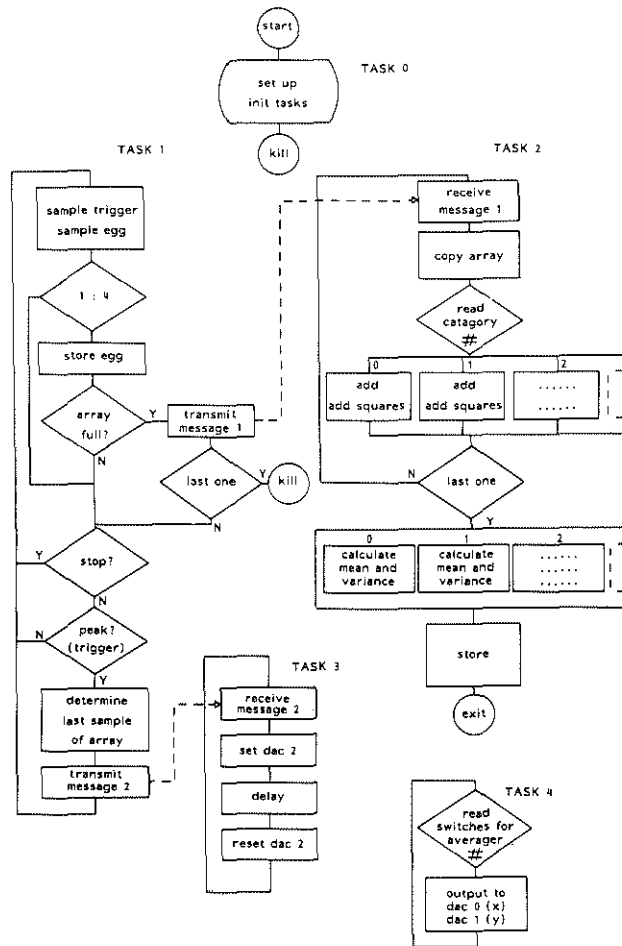 start
TASK 0
set up
init tasks
kill
TASK 1
sample trigger
sample egg
1 : 4
store egg
array
full?
Y
N
transmit
message 1
last one
Y
kill
N
stop?
Y
N
peak?
(trigger)
N
Y
determine
last sample
of array
transmit
message 2
TASK 2
receive
message 1
copy array
read
catagory
#
0
add
add squares
1
add
add squares
2
......
......
last one
N
Y
0
calculate
mean and
variance
1
calculate
mean and
variance
2
......
......
......
store
exit
TASK 3
receive
message 2
set dac 2
delay
reset dac 2
TASK 4
read
switches for
averager
#
output to
dac 0 (x)
dac 1 (y)